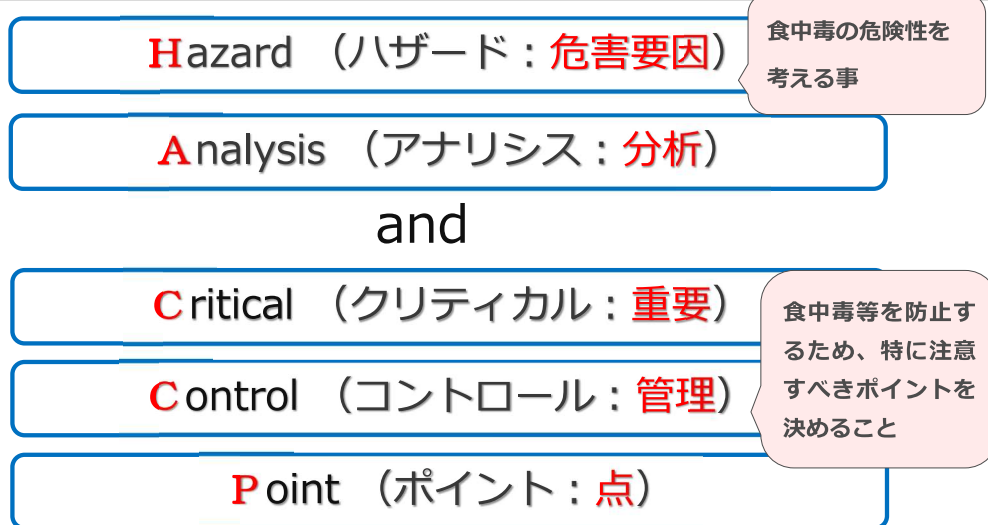 Hazard （ハザード：危害要因）
食中毒の危険性を
考える事
Analysis （アナリシス：分析）
and
Critical （クリティカル：重要）
Control （コントロール：管理）
食中毒等を防止す
るため、特に注意
すべきポイントを
決めること
Point （ポイント：点）